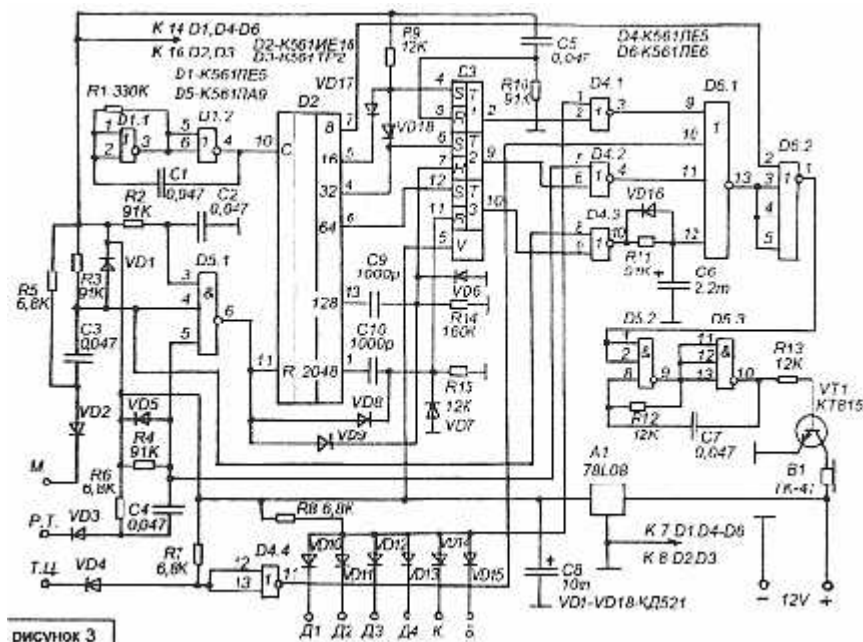 К 14 D1,D4-D6
К 16 D2,D3
D2-К561ИЕ16
D3-К561ТР2
D1-К561ЛЕ5
D5-К561ЛА9
D4-К561ЛЕ5
D6-К561ЛЕ6
R9
12К
C5
0,047
R10
91К
VD17
VD18
R1 330К
D1.1
D1.2
C1
0,047
D2
C
8
16
32
64
128
2048
R
D3
D4.1
D4.2
D4.3
D6.2
VD16
R11
C6
2,2m
R2
91К
C2
0,047
R5
6,8К
R3
91К
VD1
D5.1
C3
0,047
VD2
VD5
R4
91К
R6
6,8К
C4
0,047
C9
1000p
C10
1000p
VD6
R14
160К
12К
VD7
VD8
VD9
D5.2
D5.3
R12
12К
C7
0,047
R13
12К
VT1
КТ815
B1
A1
78L08
М.
Р.Т.
VD3
Т.Ц.
VD4
R7
6,8К
R8 6,8К
D4.4
VD10
VD11
VD12
VD13
VD14
VD15
C8
10m
К 7 D1,D4-D6
К 8 D2,D3
VD1-VD18-КД521
Д1 Д2 Д3 Д4 К Б
- 12V +
рисунок 3